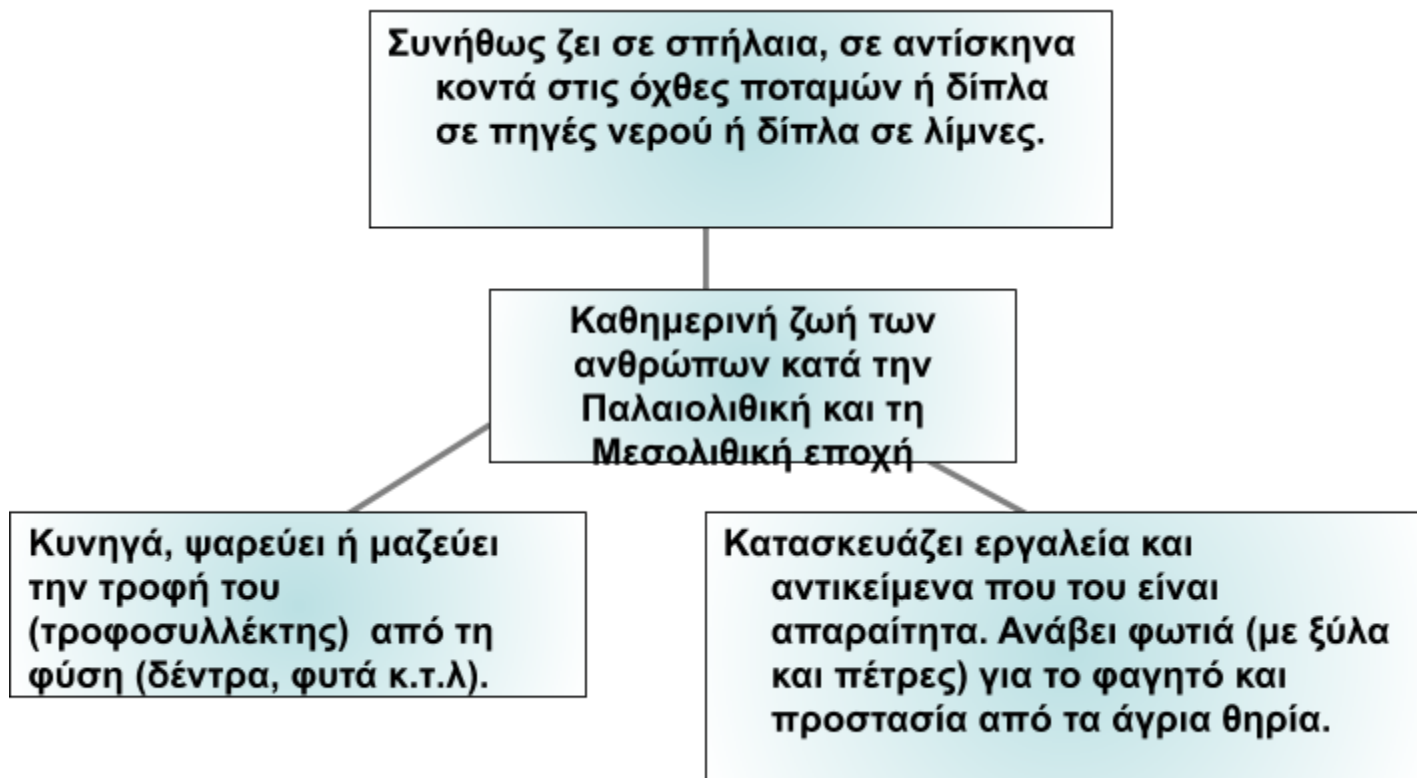 Συνήθως ζει σε σπήλαια, σε αντίσκηνα
κοντά στις όχθες ποταμών ή δίπλα
σε πηγές νερού ή δίπλα σε λίμνες.
Καθημερινή ζωή των
ανθρώπων κατά την
Παλαιολιθική και τη
Μεσολιθική εποχή
Κυνηγά, ψαρεύει ή μαζεύει
την τροφή του
(τροφοσυλλέκτης)  από τη
φύση (δέντρα, φυτά κ.τ.λ).
Κατασκευάζει εργαλεία και
αντικείμενα που του είναι
απαραίτητα. Ανάβει φωτιά (με ξύλα
και πέτρες) για το φαγητό και
προστασία από τα άγρια θηρία.